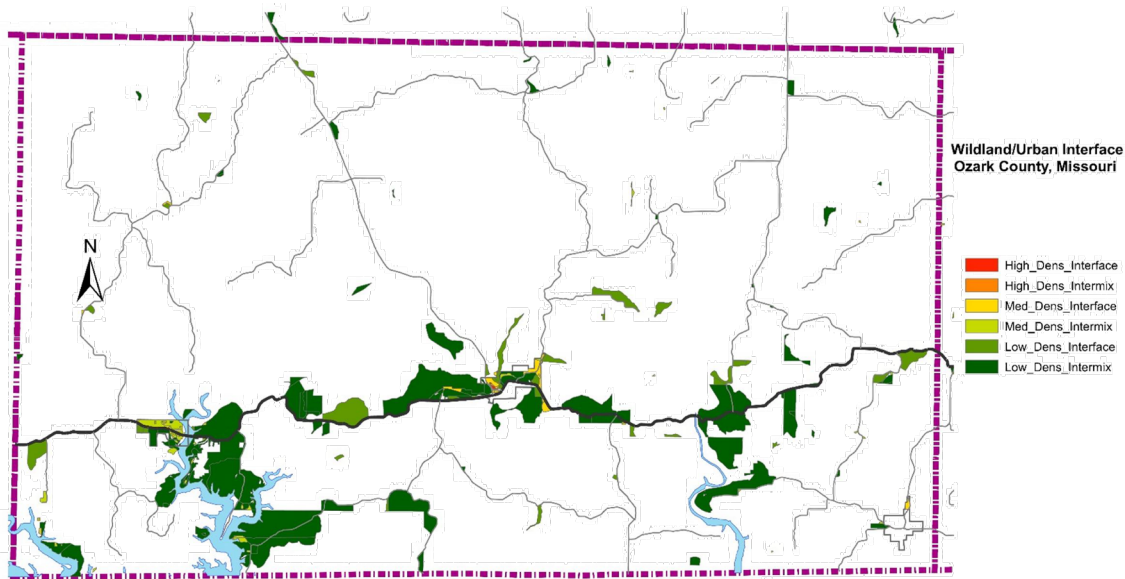 Wildland/Urban Interface
Ozark County, Missouri
N
High_Dens_Interface
High_Dens_Intermix
Med_Dens_Interface
Med_Dens_Intermix
Low_Dens_Interface
Low_Dens_Intermix